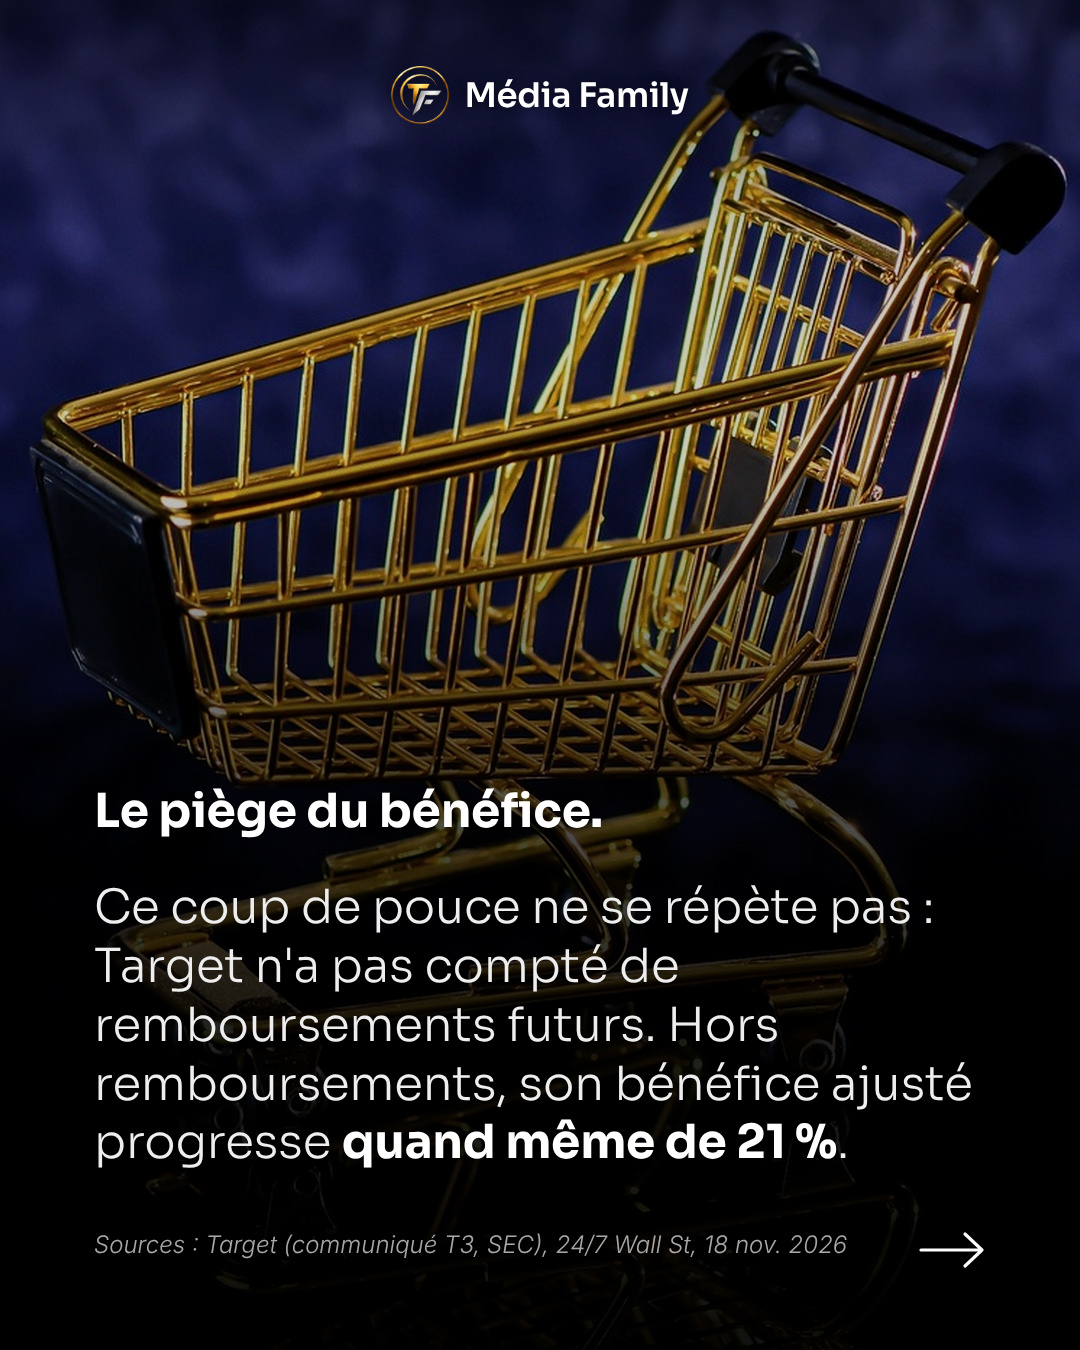 Média Family
Le piège du bénéfice.
Ce coup de pouce ne se répète pas :
Target n'a pas compté de
remboursements futurs. Hors
remboursements, son bénéfice ajusté
progresse quand même de 21 %.
Sources : Target (communiqué T3, SEC), 24/7 Wall St, 18 nov. 2026